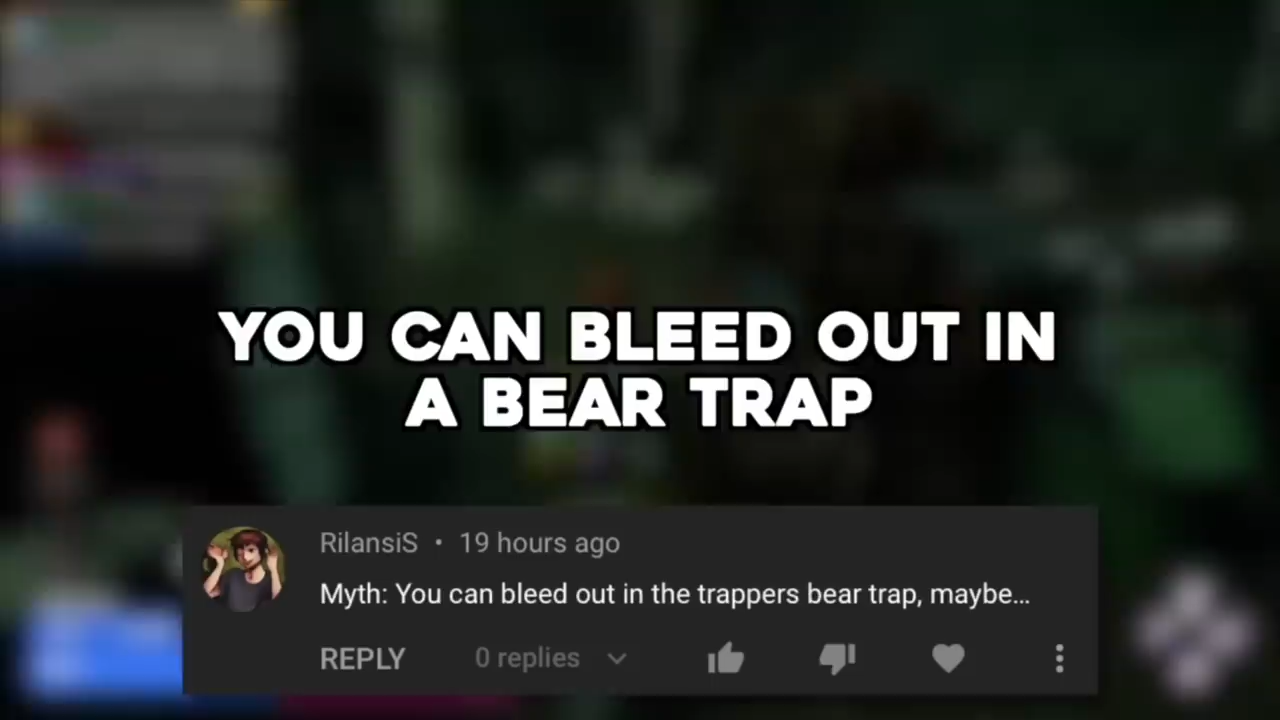 YOU CAN BLEED OUT IN
A BEAR TRAP
RilansiS • 19 hours ago
Myth: You can bleed out in the trappers bear trap, maybe...
REPLY 0 replies